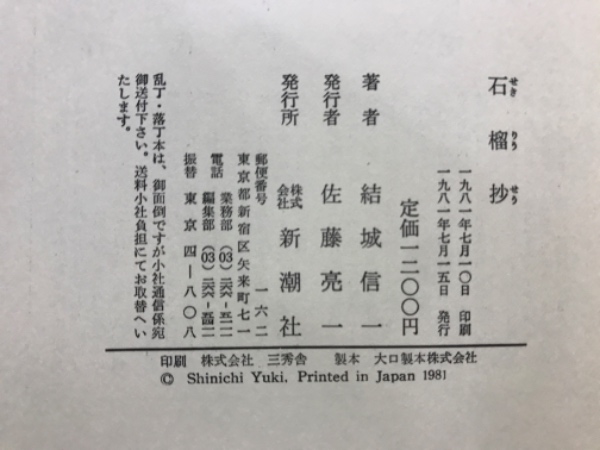 石榴抄
せきりうせう
一九八一年七月一〇日 印刷
一九八一年七月一五日 発行
定価一二〇〇円
著者 結城信一
発行者 佐藤亮一
発行所 株式会社 新潮社
郵便番号 一六二
東京都新宿区矢来町七一
電話 業務部(03)二六六-五一一一
編集部(03)二六六-五四一一
振替 東京四-八〇八
乱丁・落丁本は、御面倒ですが小社通信係宛
御送付下さい。送料小社負担にてお取替へい
たします。
印刷 株式会社 三秀舎 製本 大口製本株式会社
© Shinichi Yuki, Printed in Japan 1981